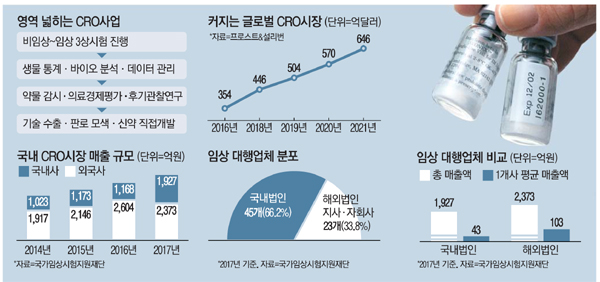 영역 넓히는 CRO사업
비임상~임상 3상시험 진행
생물 통계·바이오 분석·데이터 관리
약물 감시·의료경제평가·후기관찰연구
기술 수출·판로 모색·신약 직접개발
커지는 글로벌 CRO시장 (단위=억달러)
*자료=프로스트&설리번
354
446
504
570
646
2016년
2018년
2019년
2020년
2021년
Exp 12/02
162000-1
국내 CRO시장 매출 규모 (단위=억원)
국내사 외국사
1,023
1,173
1,168
1,927
1,917
2,146
2,604
2,373
2014년
2015년
2016년
2017년
*자료=국가임상시험지원재단
임상 대행업체 분포
국내법인
45개(66.2%)
해외법인
지사·자회사
23개(33.8%)
*2017년 기준, 자료=국가임상시험지원재단
임상 대행업체 비교 (단위=억원)
총 매출액 1개사 평균 매출액
1,927
43
2,373
103
국내법인
해외법인
*2017년 기준, 자료=국가임상시험지원재단